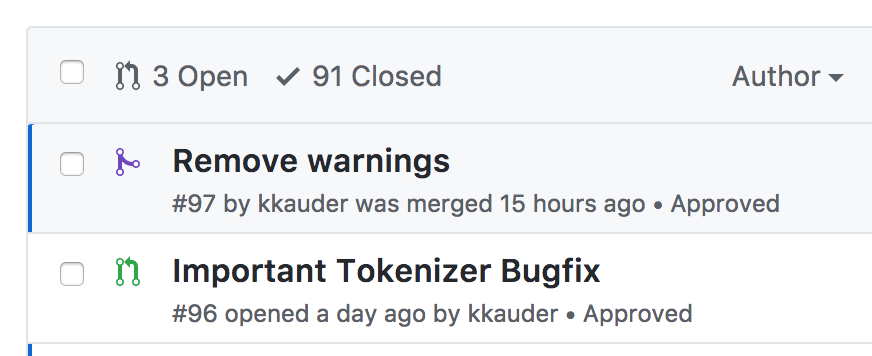 3 Open 91 Closed Author
Remove warnings
#97 by kkauder was merged 15 hours ago • Approved
Important Tokenizer Bugfix
#96 opened a day ago by kkauder • Approved